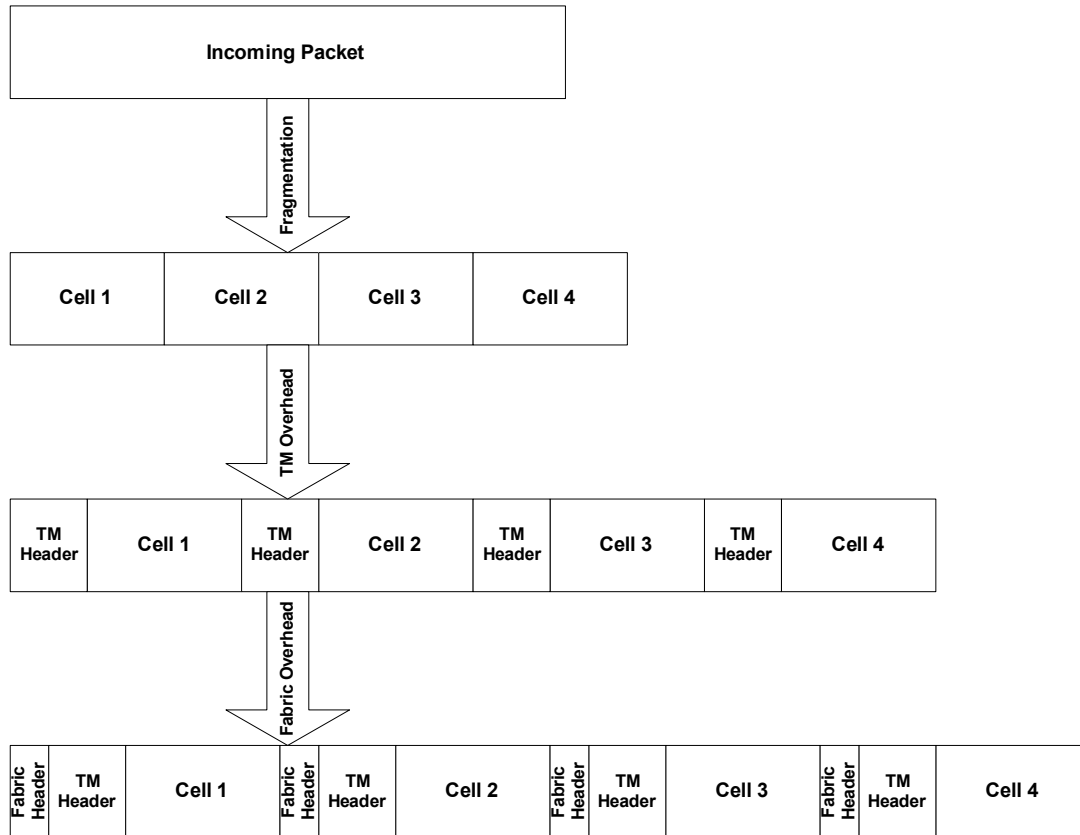 Incoming Packet
Fragmentation
Cell 1
Cell 2
Cell 3
Cell 4
TM Overhead
TM
Header
Cell 1
TM
Header
Cell 2
TM
Header
Cell 3
TM
Header
Cell 4
Fabric Overhead
Fabric
Header
TM
Header
Cell 1
Fabric
Header
TM
Header
Cell 2
Fabric
Header
TM
Header
Cell 3
Fabric
Header
TM
Header
Cell 4